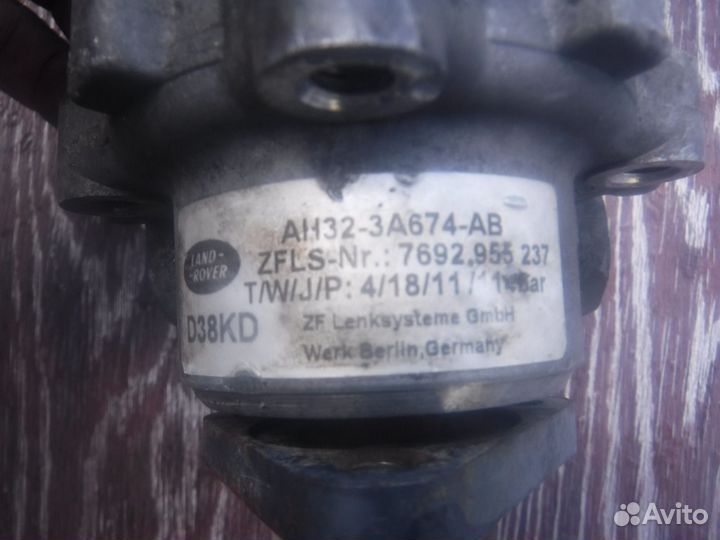 AH32-3A674-AB
LAND-
ROVER
ZFLS-Nr.: 7692 955 237
T/W/J/P: 4/18/11/ Bar
D38KD
ZF Lenksysteme GmbH
Werk Berlin,Germany
Avito